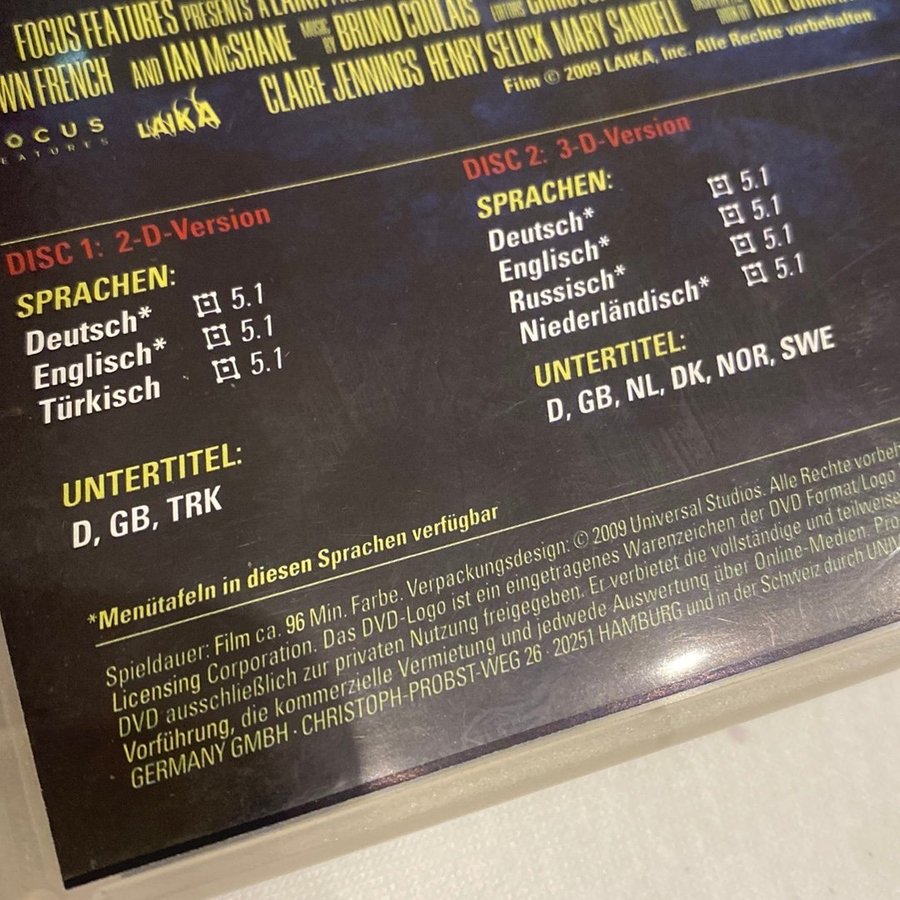 FOCUS FEATURES PRESENTS A LAIKA
MUSIC BY BRUNO COULAIS
FRENCH AND IAN McSHANE
CLAIRE JENNINGS HENRY SELICK MARY SANDELL
Film © 2009 LAIKA, Inc. Alle Rechte vorbehalten.
OCUS
LAIKA
DISC 1: 2-D-Version
SPRACHEN:
Deutsch* 5.1
Englisch* 5.1
Türkisch 5.1
UNTERTITEL:
D, GB, TRK
DISC 2: 3-D-Version
SPRACHEN:
Deutsch* 5.1
Englisch* 5.1
Russisch* 5.1
Niederländisch* 5.1
UNTERTITEL:
D, GB, NL, DK, NOR, SWE
*Menütafeln in diesen Sprachen verfügbar
Spieldauer: Film ca. 96 Min. Farbe. Verpackungsdesign: © 2009 Universal Studios. Alle Rechte
Licensing Corporation. Das DVD-Logo ist ein eingetragenes Warenzeichen der DVD Format/Logo
DVD ausschließlich zur privaten Nutzung freigegeben. Er verbietet die vollständige und teilweise
Vorführung, die kommerzielle Vermietung und jedwede Auswertung über Online-Medien.
GERMANY GMBH · CHRISTOPH-PROBST-WEG 26 · 20251 HAMBURG und in der Schweiz durch